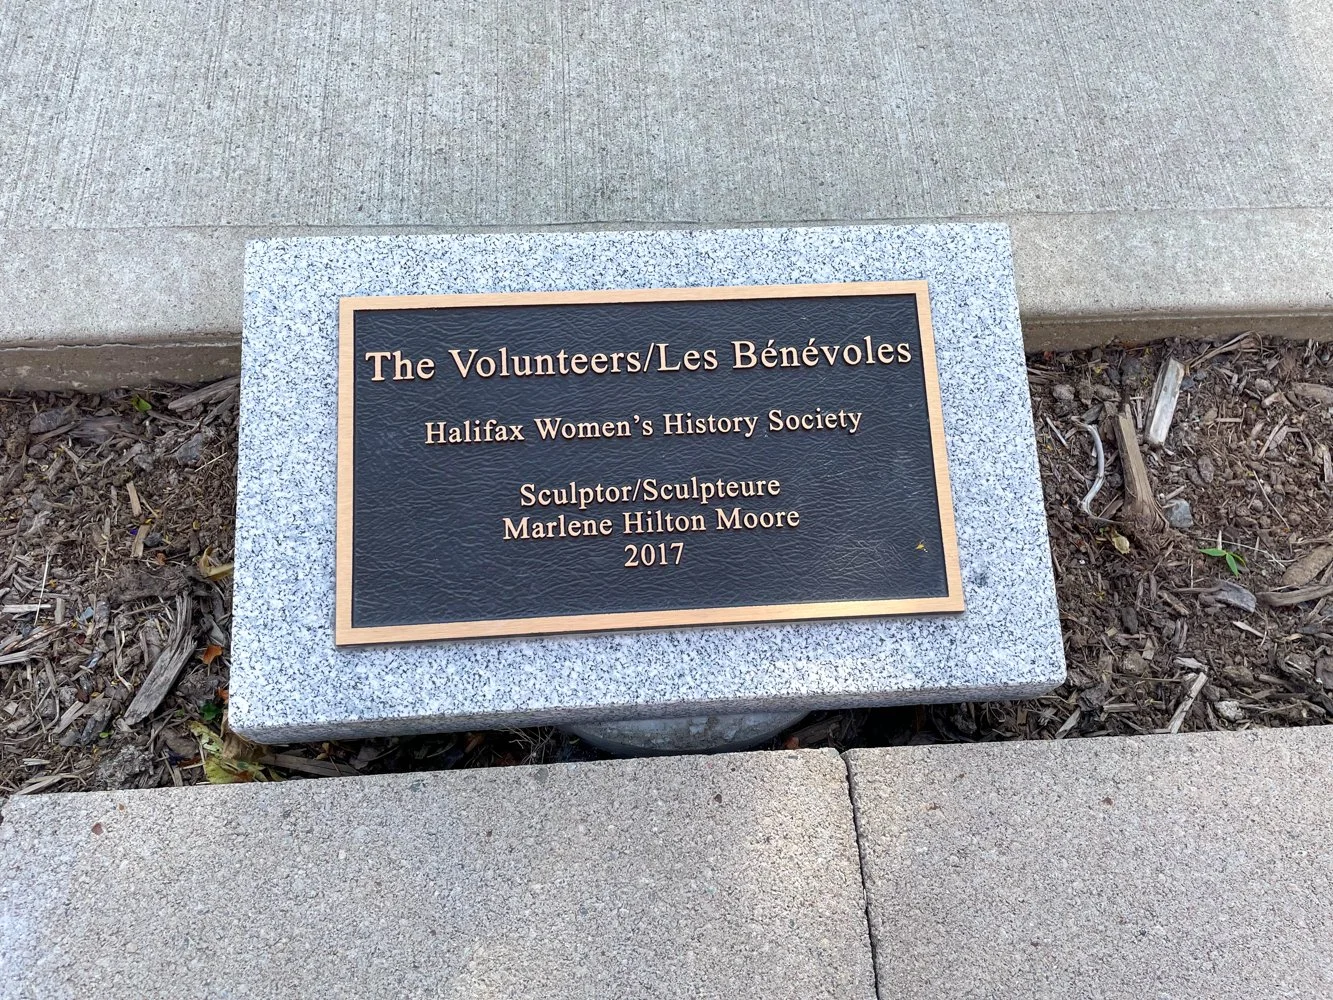 The Volunteers/Les Bénévoles
Halifax Women's History Society
Sculptor/Sculpteure
Marlene Hilton Moore
2017